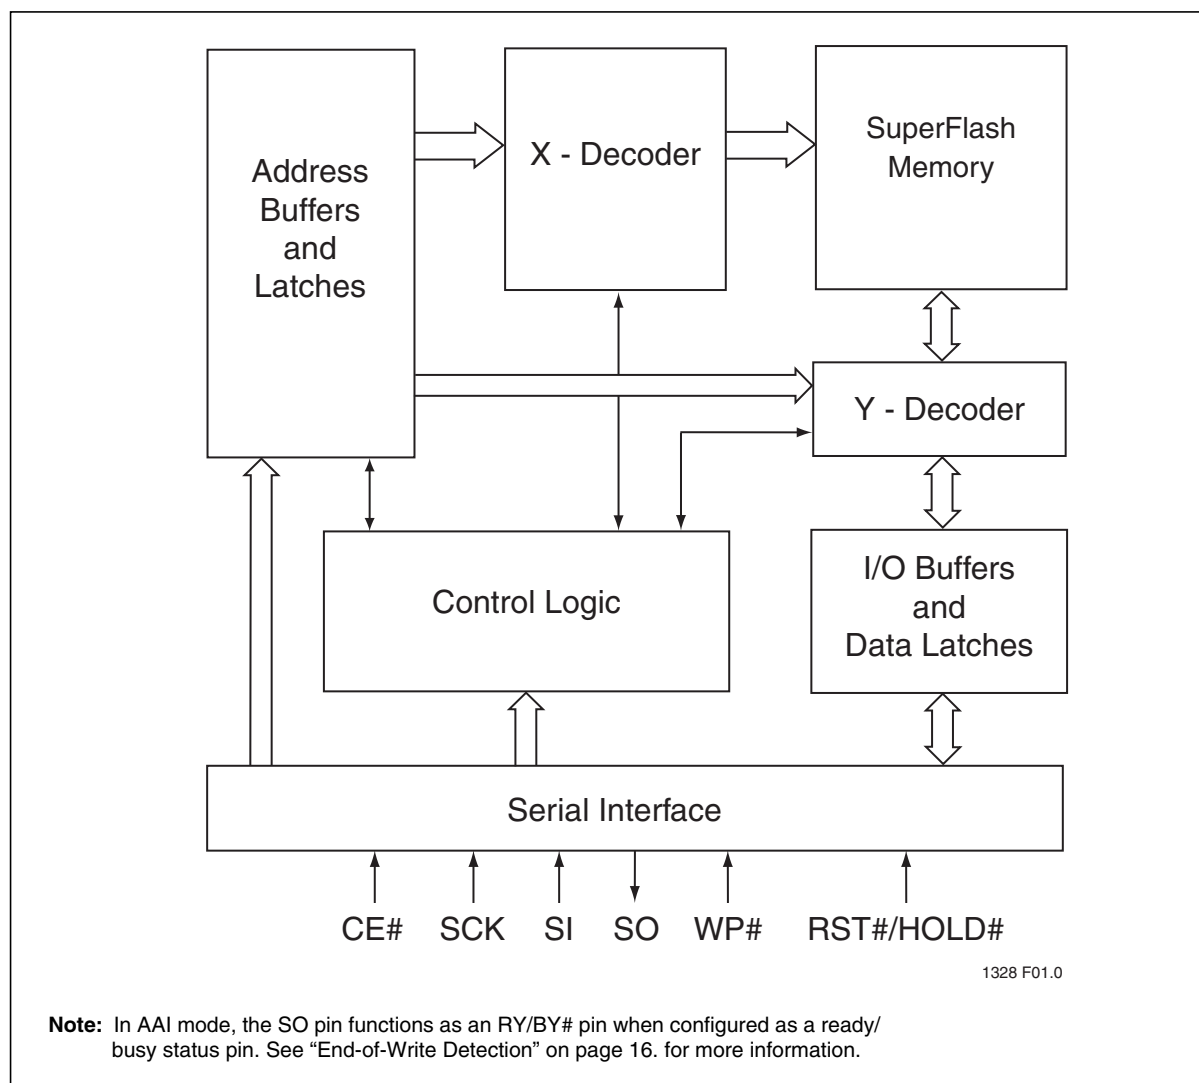 Address
Buffers
and
Latches
X - Decoder
SuperFlash
Memory
Y - Decoder
Control Logic
I/O Buffers
and
Data Latches
Serial Interface
CE# SCK SI SO WP# RST#/HOLD#
1328 F01.0
Note: In AAI mode, the SO pin functions as an RY/BY# pin when configured as a ready/
busy status pin. See “End-of-Write Detection” on page 16. for more information.